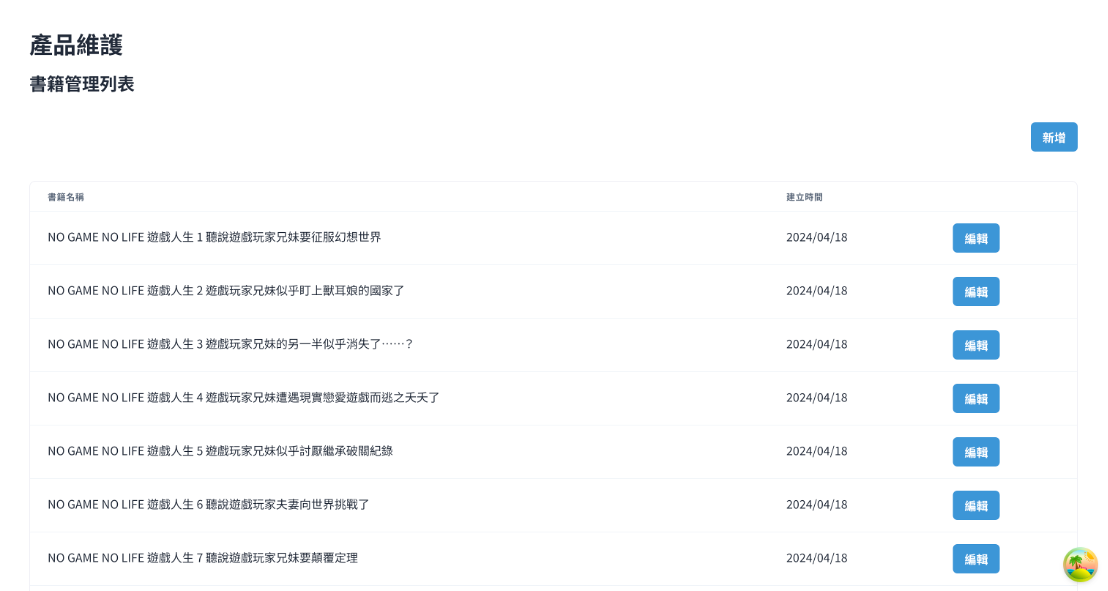 產品維護
書籍管理列表
新增
書籍名稱 建立時間
NO GAME NO LIFE 遊戲人生 1 聽說遊戲玩家兄妹要征服幻想世界 2024/04/18 編輯
NO GAME NO LIFE 遊戲人生 2 遊戲玩家兄妹似乎盯上獸耳娘的國家了 2024/04/18 編輯
NO GAME NO LIFE 遊戲人生 3 遊戲玩家兄妹的另一半似乎消失了……？ 2024/04/18 編輯
NO GAME NO LIFE 遊戲人生 4 遊戲玩家兄妹遭遇現實戀愛遊戲而逃之夭夭了 2024/04/18 編輯
NO GAME NO LIFE 遊戲人生 5 遊戲玩家兄妹似乎討厭繼承破關紀錄 2024/04/18 編輯
NO GAME NO LIFE 遊戲人生 6 聽說遊戲玩家夫妻向世界挑戰了 2024/04/18 編輯
NO GAME NO LIFE 遊戲人生 7 聽說遊戲玩家兄妹要顛覆定理 2024/04/18 編輯